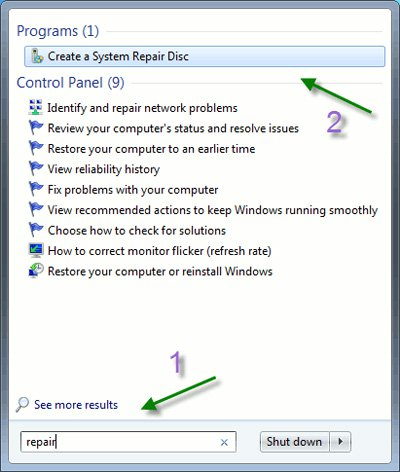 Programs (1)
Create a System Repair Disc
Control Panel (9)
2
Identify and repair network problems
Review your computer's status and resolve issues
Restore your computer to an earlier time
View reliability history
Fix problems with your computer
View recommended actions to keep Windows running smoothly
Choose how to check for solutions
How to correct monitor flicker (refresh rate)
Restore your computer or reinstall Windows
1
See more results
repair
Shut down